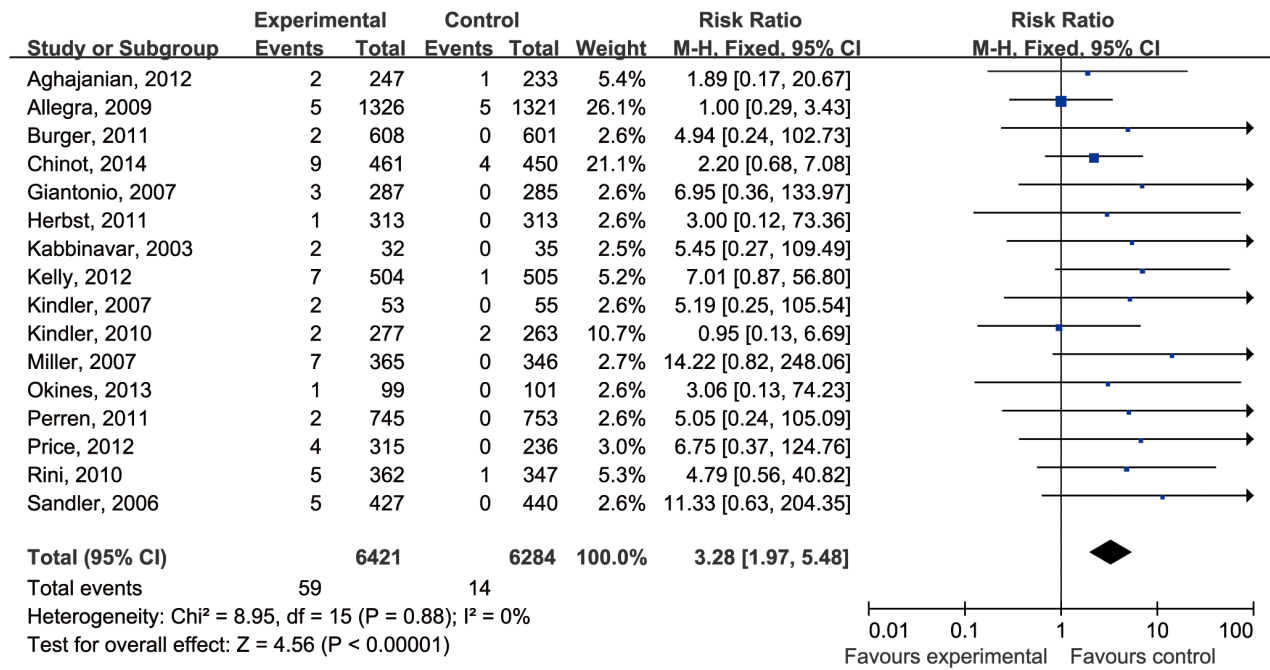 Experimental Control Risk Ratio Risk Ratio
Study or Subgroup Events Total Events Total Weight M-H, Fixed, 95% CI M-H, Fixed, 95% CI
Aghajanian, 2012 2 247 1 233 5.4% 1.89 [0.17, 20.67]
Allegra, 2009 5 1326 5 1321 26.1% 1.00 [0.29, 3.43]
Burger, 2011 2 608 0 601 2.6% 4.94 [0.24, 102.73]
Chinot, 2014 9 461 4 450 21.1% 2.20 [0.68, 7.08]
Giantonio, 2007 3 287 0 285 2.6% 6.95 [0.36, 133.97]
Herbst, 2011 1 313 0 313 2.6% 3.00 [0.12, 73.36]
Kabbinavar, 2003 2 32 0 35 2.5% 5.45 [0.27, 109.49]
Kelly, 2012 7 504 1 505 5.2% 7.01 [0.87, 56.80]
Kindler, 2007 2 53 0 55 2.6% 5.19 [0.25, 105.54]
Kindler, 2010 2 277 2 263 10.7% 0.95 [0.13, 6.69]
Miller, 2007 7 365 0 346 2.7% 14.22 [0.82, 248.06]
Okines, 2013 1 99 0 101 2.6% 3.06 [0.13, 74.23]
Perren, 2011 2 745 0 753 2.6% 5.05 [0.24, 105.09]
Price, 2012 4 315 0 236 3.0% 6.75 [0.37, 124.76]
Rini, 2010 5 362 1 347 5.3% 4.79 [0.56, 40.82]
Sandler, 2006 5 427 0 440 2.6% 11.33 [0.63, 204.35]
Total (95% CI) 6421 6284 100.0% 3.28 [1.97, 5.48]
Total events 59 14
Heterogeneity: Chi² = 8.95, df = 15 (P = 0.88); I² = 0%
Test for overall effect: Z = 4.56 (P < 0.00001)
0.01 0.1 1 10 100
Favours experimental Favours control